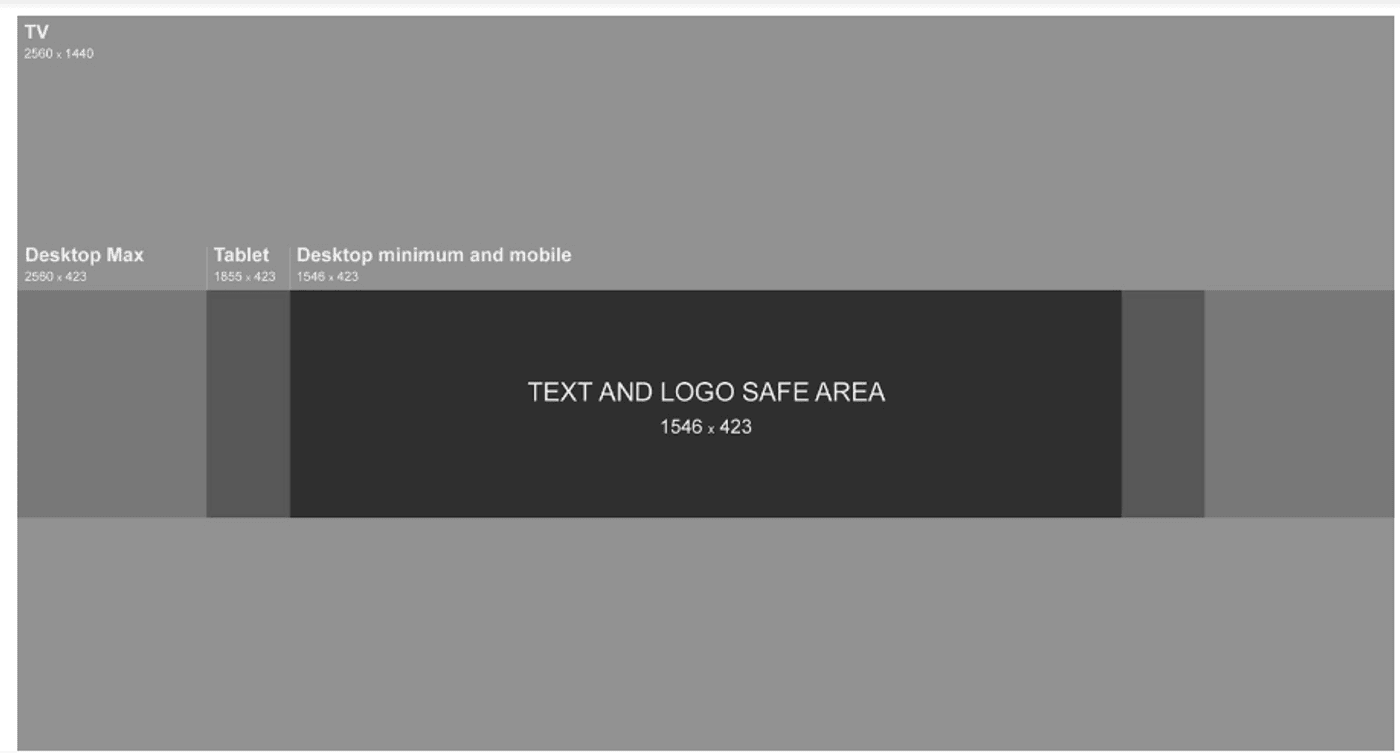 TV
2560 x 1440
Desktop Max
2560 x 423
Tablet
1855 x 423
Desktop minimum and mobile
1546 x 423
TEXT AND LOGO SAFE AREA
1546 x 423